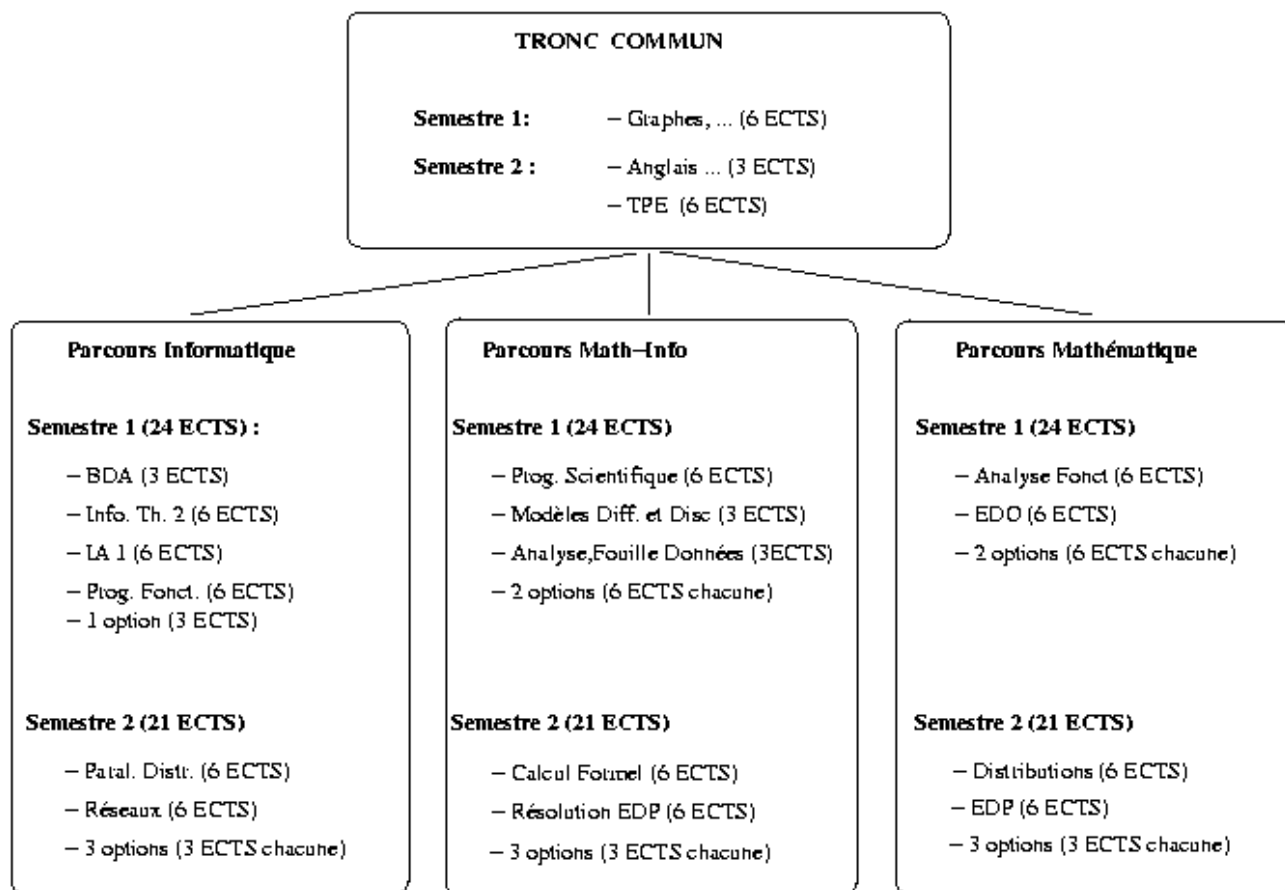 TRONC COMMUN
Semestre 1: – Graphes, ... (6 ECTS)
Semestre 2 : – Anglais ... (3 ECTS)
– TPE (6 ECTS)
Parcours Informatique
Semestre 1 (24 ECTS) :
– BDA (3 ECTS)
– Info. Th. 2 (6 ECTS)
– IA 1 (6 ECTS)
– Prog. Fonct. (6 ECTS)
– 1 option (3 ECTS)
Semestre 2 (21 ECTS)
– Paral. Distr. (6 ECTS)
– Réseaux (6 ECTS)
– 3 options (3 ECTS chacune)
Parcours Math–Info
Semestre 1 (24 ECTS)
– Prog. Scientifique (6 ECTS)
– Modèles Diff. et Disc (3 ECTS)
– Analyse,Fouille Données (3ECTS)
– 2 options (6 ECTS chacune)
Semestre 2 (21 ECTS)
– Calcul Formel (6 ECTS)
– Résolution EDP (6 ECTS)
– 3 options (3 ECTS chacune)
Parcours Mathématique
Semestre 1 (24 ECTS)
– Analyse Fonct (6 ECTS)
– EDO (6 ECTS)
– 2 options (6 ECTS chacune)
Semestre 2 (21 ECTS)
– Distributions (6 ECTS)
– EDP (6 ECTS)
– 3 options (3 ECTS chacune)